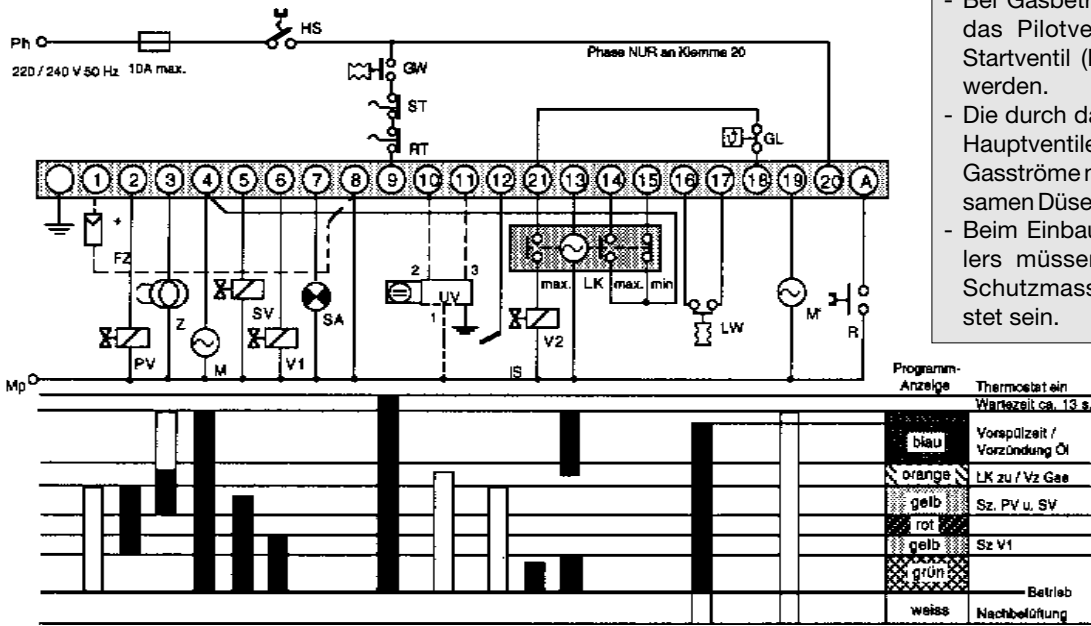 Ph
220 / 240 V 50 Hz 10A max.
HS
GW
ST
RT
Phase NUR an Klemme 20
GL
1 2 3 4 5 6 7 8 9 10 11 12 21 13 14 15 16 17 18 19 20 A
+
FZ
PV
Z
M
SV
V1
SA
2
3
UV
1
IS
max. LK max. min
V2
LW
M'
R
Mp
- Bei Gasbetr
das Pilotve
Startventil (
werden.
- Die durch da
Hauptventile
Gasströme
samen Düse
- Beim Einbau
lers müsser
Schutzmass
stet sein.
Programm-
Anzeige
Thermostat ein
Wartezeit ca. 13 s.
blau
Vorspülzeit /
Vorzündung Öl
orange LK zu / Vz Gas
gelb Sz. PV u. SV
rot
gelb Sz V1
grün
Betrieb
weiss Nachbelüftung